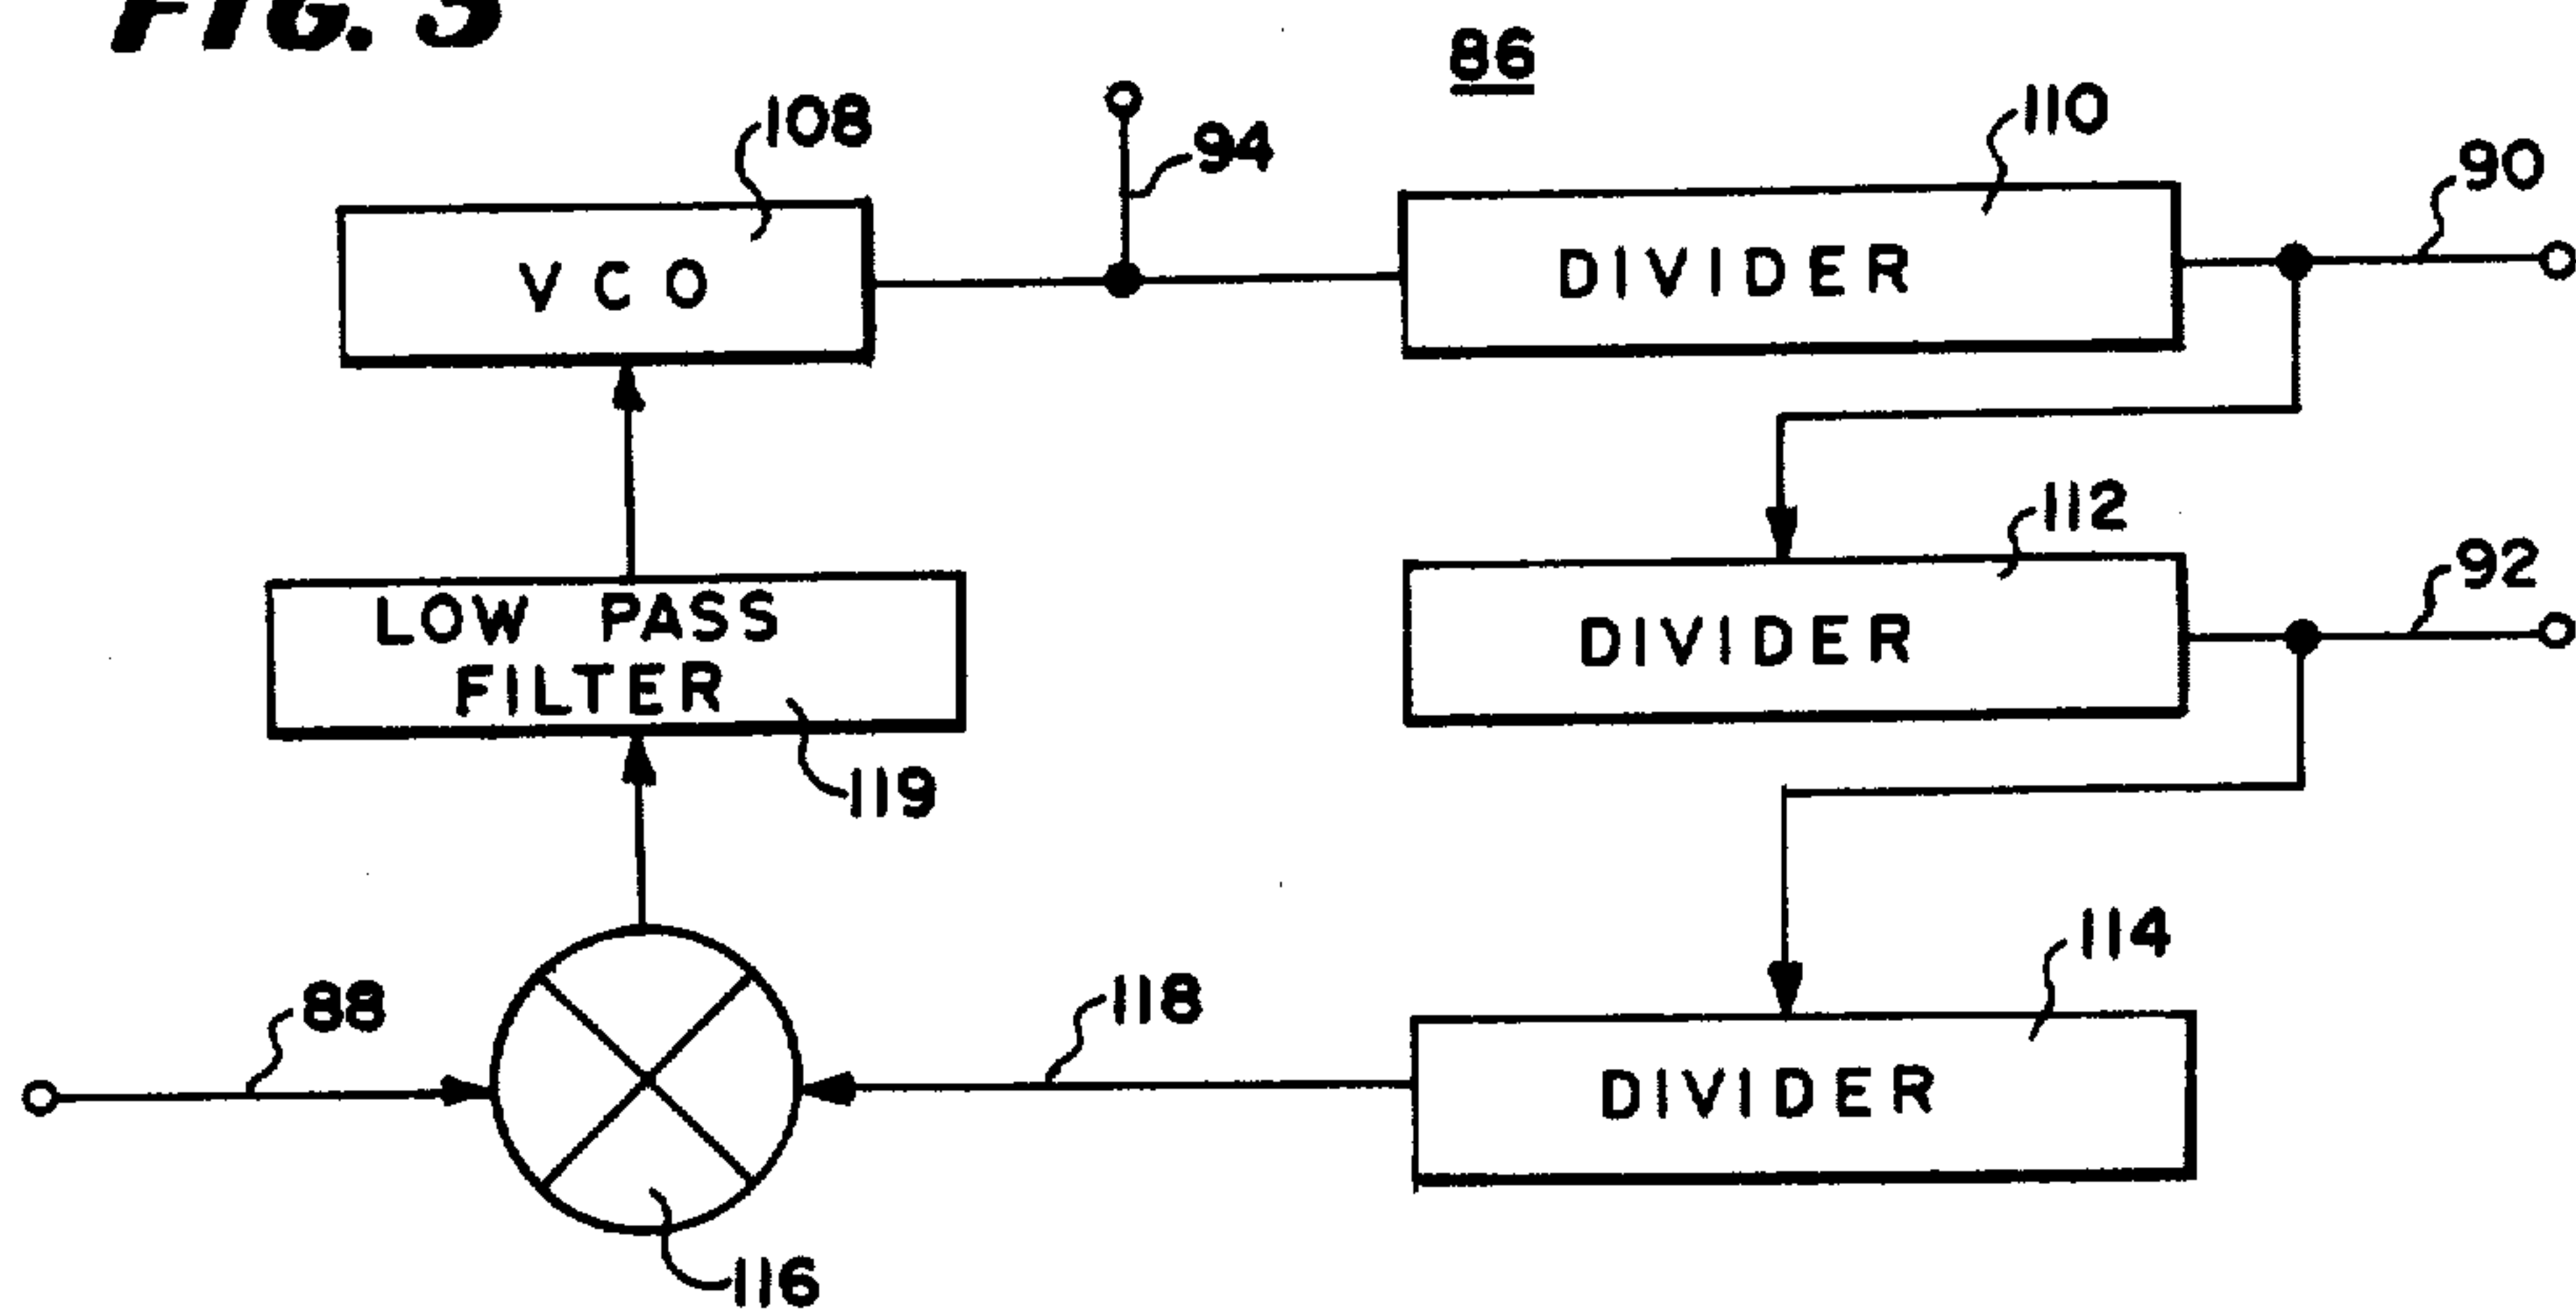 FIG. 3
86
108
94
110
90
VCO
DIVIDER
112
92
LOW PASS
FILTER
DIVIDER
119
114
88
118
DIVIDER
116